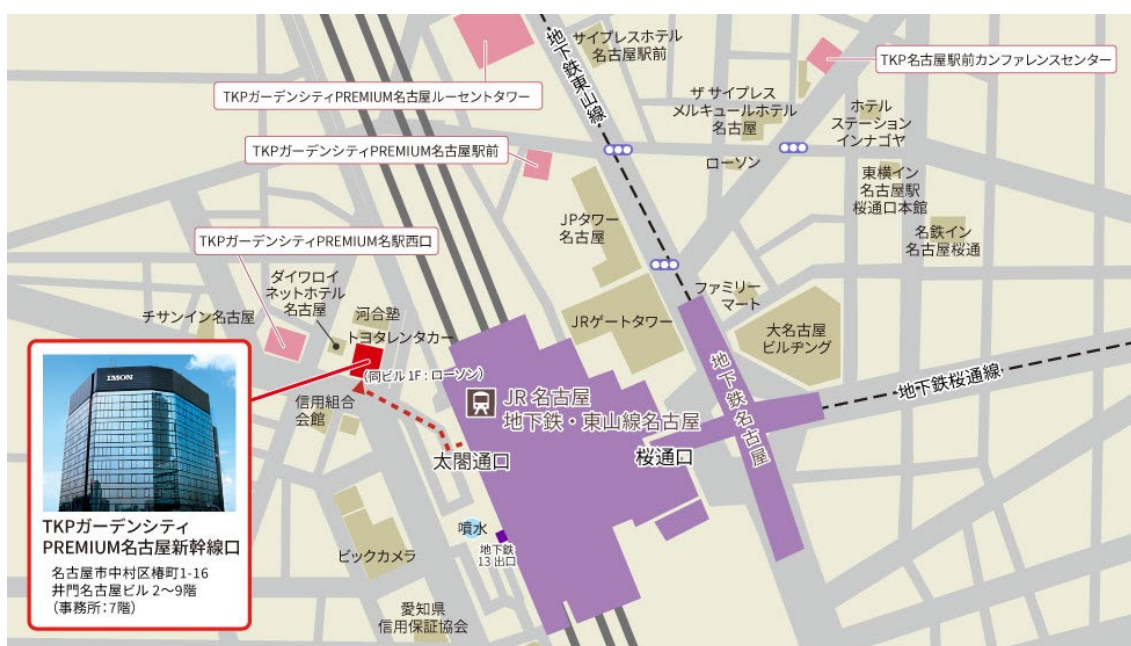 サイプレスホテル
名古屋駅前
地下鉄東山線
TKP名古屋駅前カンファレンスセンター
TKPガーデンシティPREMIUM名古屋ルーセントタワー
ザ サイプレス
メルキュールホテル
名古屋
ホテル
ステーション
インナゴヤ
TKPガーデンシティPREMIUM名古屋駅前
ローソン
東横イン
名古屋駅
桜通口本館
JPタワー
名古屋
名鉄イン
名古屋桜通
TKPガーデンシティPREMIUM名駅西口
ダイワロイ
ネットホテル
名古屋
ファミリー
マート
チサンイン名古屋
河合塾
トヨタレンタカー
JRゲートタワー
大名古屋
ビルヂング
(同ビル1F:ローソン)
地下鉄桜通線
地下鉄名古屋
JR名古屋
地下鉄・東山線名古屋
信用組合
会館
太閤通口
桜通口
IMON
TKPガーデンシティ
PREMIUM名古屋新幹線口
名古屋市中村区椿町1-16
井門名古屋ビル 2〜9階
(事務所:7階)
噴水
地下鉄
13出口
ビックカメラ
愛知県
信用保証協会